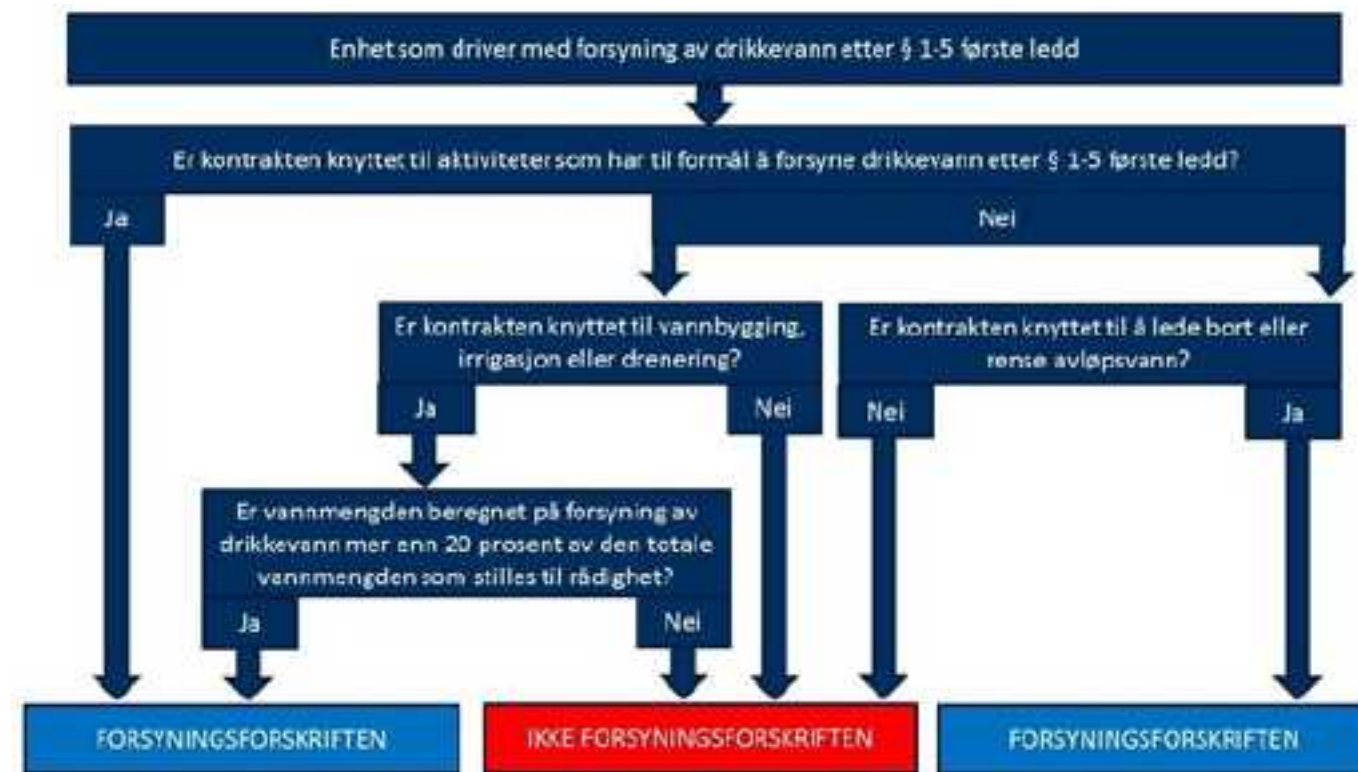 Enhet som driver med forsyning av drikkevann etter § 1-5 første ledd
Er kontrakten knyttet til aktiviteter som har til formål å forsyne drikkevann etter § 1-5 første ledd?
Ja
Nei
Er kontrakten knyttet til vannbygging,
irrigasjon eller drenering?
Er kontrakten knyttet til å lede bort eller
rense avløpsvann?
Ja
Nei
Nei
Ja
Er vannmengden beregnet på forsyning av
drikkevann mer enn 20 prosent av den totale
vannmengden som stilles til rådighet?
Ja
Nei
FORSYNINGSFORSKRIFTEN
IKKE FORSYNINGSFORSKRIFTEN
FORSYNINGSFORSKRIFTEN